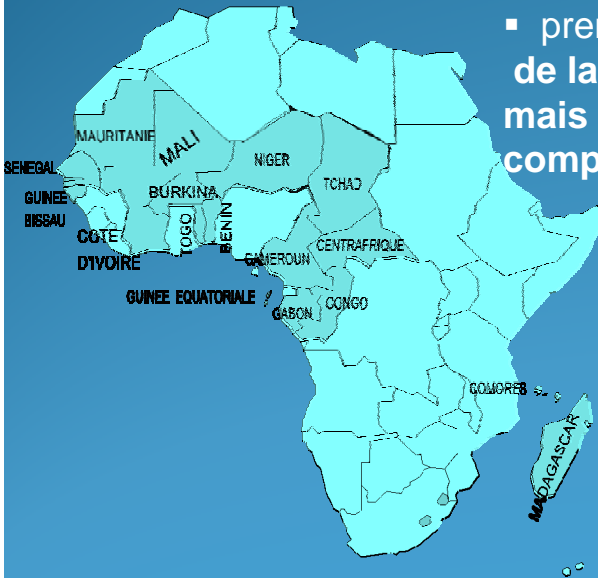 ▪ pre
de la
mais
comp
MAURITANIE
MALI
NIGER
TCHAD
SENEGAL
GUINEE
BISSAU
BURKINA
COTE
D'IVOIRE
TOGO
BENIN
CAMEROUN
CENTRAFRIQUE
GUINEE EQUATORIALE
GABON
CONGO
COMORES
MADAGASCAR